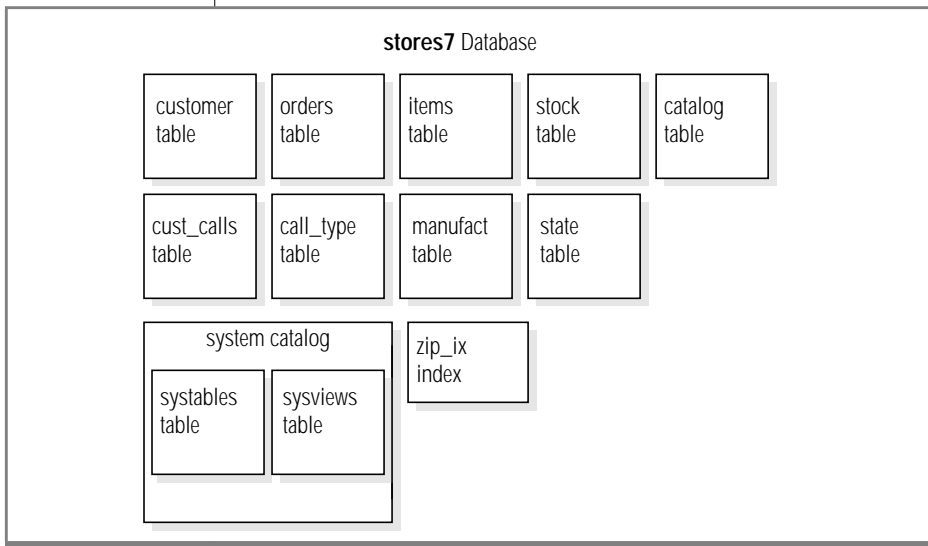 stores7 Database
customer
table
orders
table
items
table
stock
table
catalog
table
cust_calls
table
call_type
table
manufact
table
state
table
system catalog
systables
table
sysviews
table
zip_ix
index